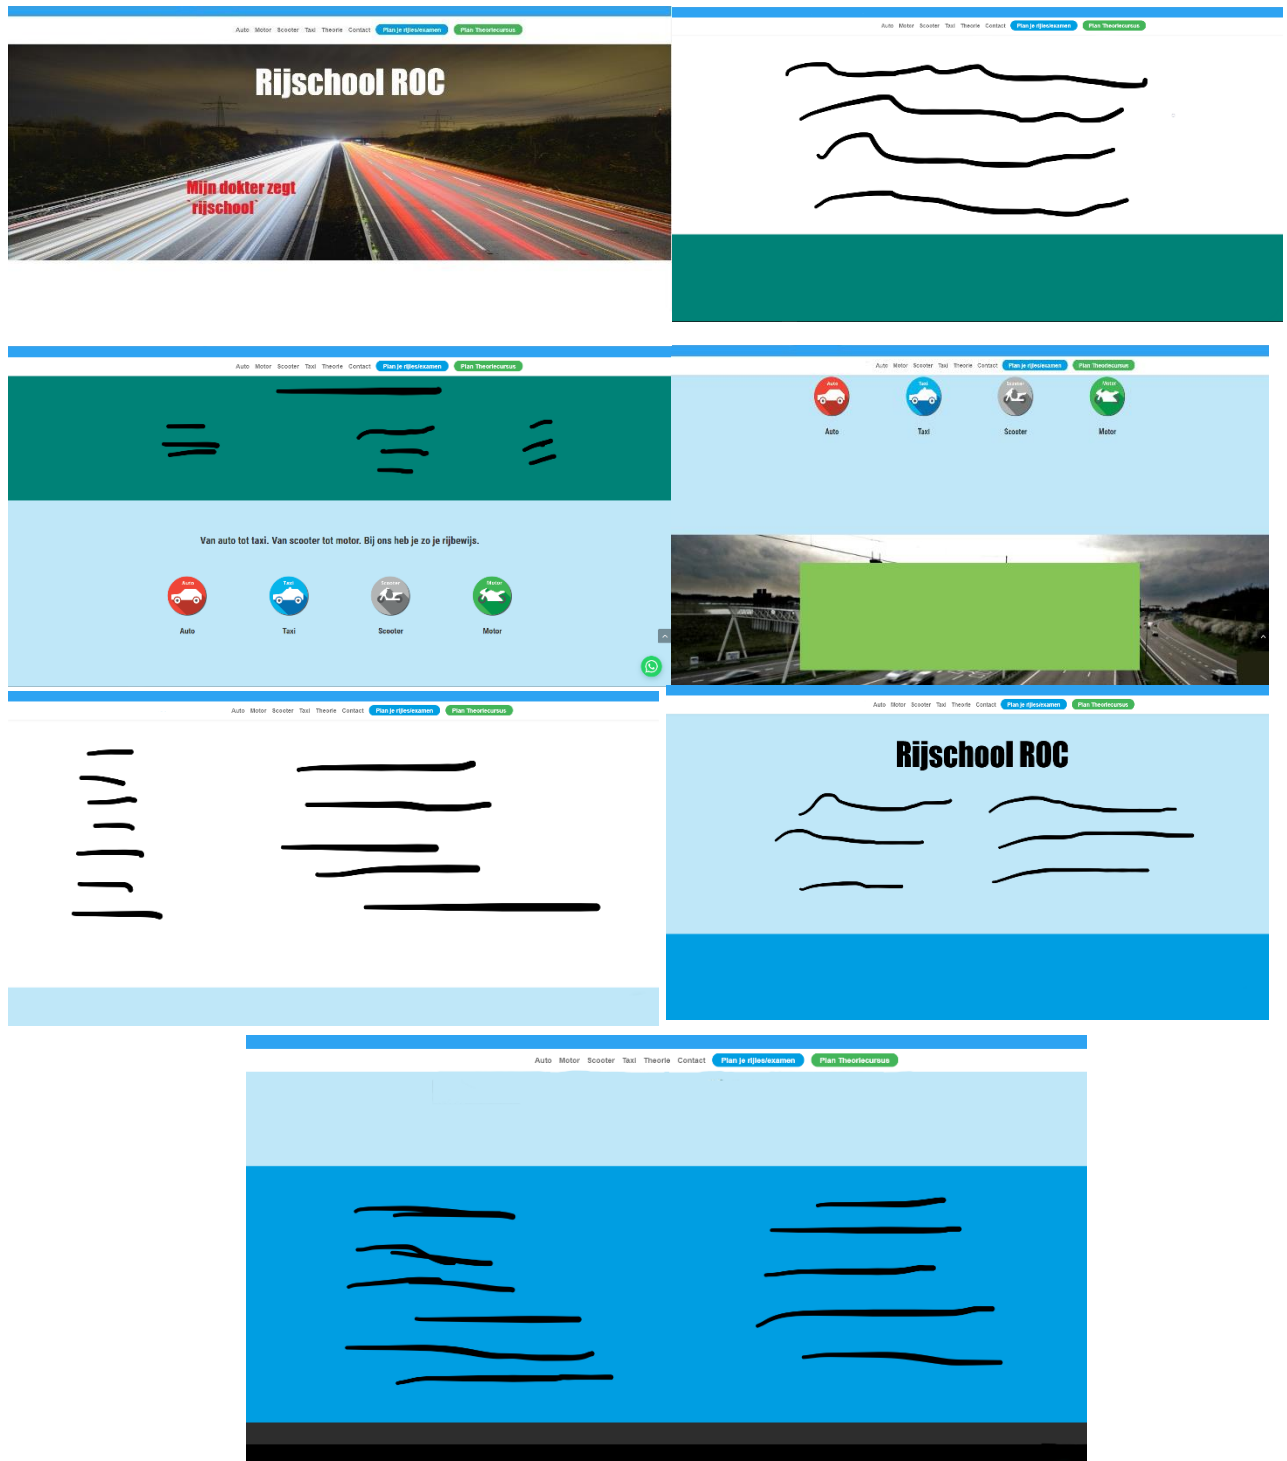 Auto Motor Scooter Taxi Theorie Contact Plan je rijles/examen Plan Theoriecursus
Rijschool ROC
Mijn dokter zegt
`rijschool`
Auto Motor Scooter Taxi Theorie Contact Plan je rijles/examen Plan Theoriecursus
Auto Motor Scooter Taxi Theorie Contact Plan je rijles/examen Plan Theoriecursus
Van auto tot taxi. Van scooter tot motor. Bij ons heb je zo je rijbewijs.
Auto Taxi Scooter Motor
Auto Taxi Scooter Motor
Auto Motor Scooter Taxi Theorie Contact Plan je rijles/examen Plan Theoriecursus
Auto Taxi Scooter Motor
Auto Taxi Scooter Motor
Auto Motor Scooter Taxi Theorie Contact Plan je rijles/examen Plan Theoriecursus
Auto Motor Scooter Taxi Theorie Contact Plan je rijles/examen Plan Theoriecursus
Rijschool ROC
Auto Motor Scooter Taxi Theorie Contact Plan je rijles/examen Plan Theoriecursus